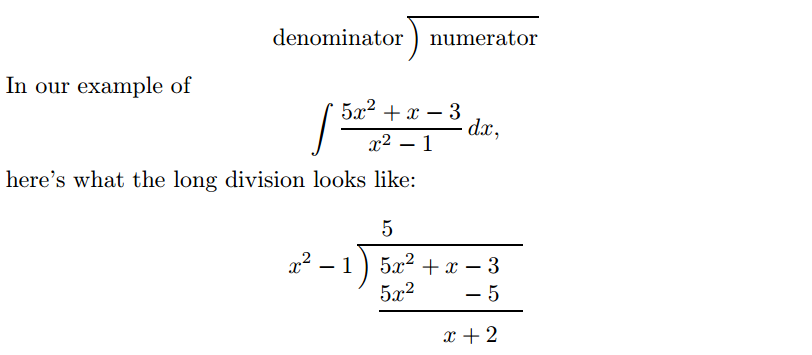 denominator ) numerator
In our example of
∫ (5x² + x − 3)/(x² − 1) dx,
here's what the long division looks like:
5
x² − 1 ) 5x² + x − 3
5x² − 5
x + 2